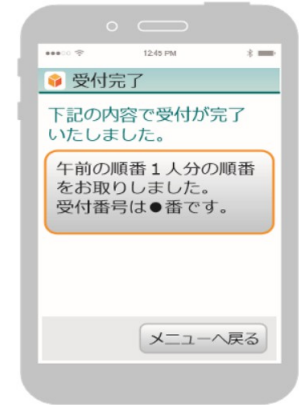 12:45 PM
受付完了
下記の内容で受付が完了
いたしました。
午前の順番１人分の順番
をお取りしました。
受付番号は●番です。
メニューへ戻る